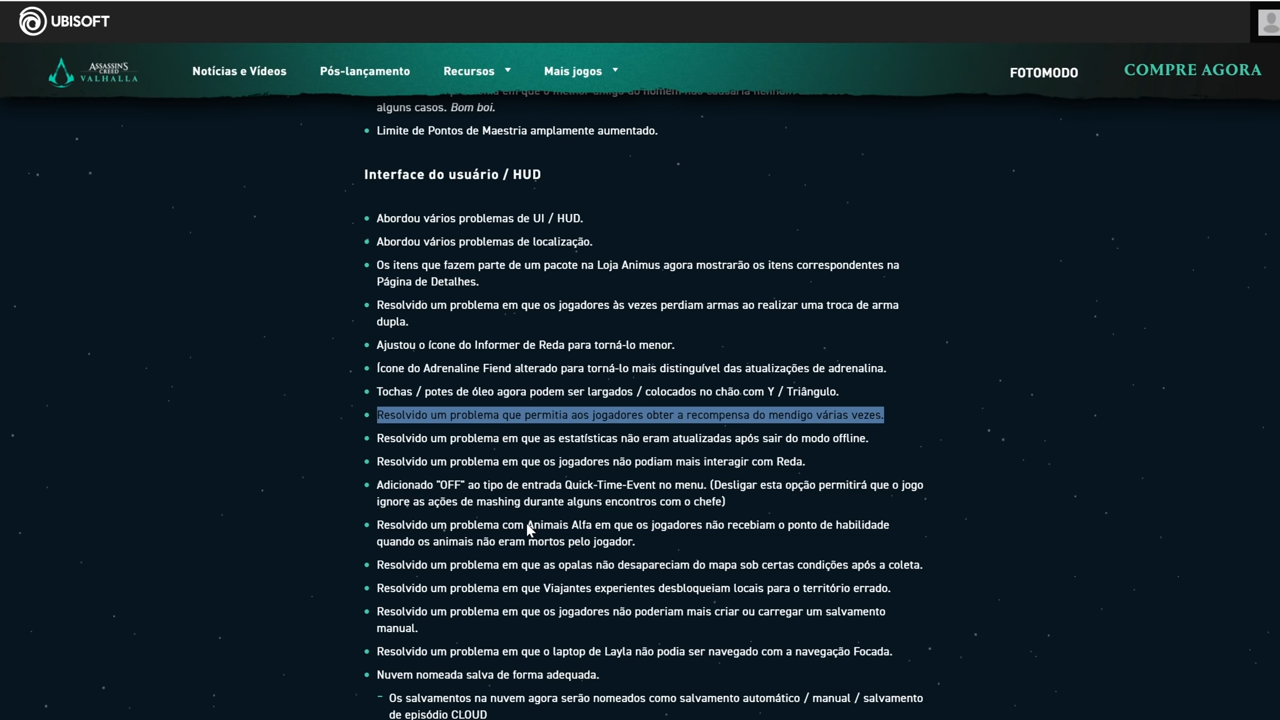 UBISOFT
ASSASSIN'S
CREED
VALHALLA
Notícias e Vídeos
Pós-lançamento
Recursos
Mais jogos
FOTOMODO
COMPRE AGORA
alguns casos. Bom boi.
Limite de Pontos de Maestria amplamente aumentado.
Interface do usuário / HUD
Abordou vários problemas de UI / HUD.
Abordou vários problemas de localização.
Os itens que fazem parte de um pacote na Loja Animus agora mostrarão os itens correspondentes na
Página de Detalhes.
Resolvido um problema em que os jogadores às vezes perdiam armas ao realizar uma troca de arma
dupla.
Ajustou o ícone do Informer de Reda para torná-lo menor.
Ícone do Adrenaline Fiend alterado para torná-lo mais distinguível das atualizações de adrenalina.
Tochas / potes de óleo agora podem ser largados / colocados no chão com Y / Triângulo.
Resolvido um problema que permitia aos jogadores obter a recompensa do mendigo várias vezes.
Resolvido um problema em que as estatísticas não eram atualizadas após sair do modo offline.
Resolvido um problema em que os jogadores não podiam mais interagir com Reda.
Adicionado "OFF" ao tipo de entrada Quick-Time-Event no menu. (Desligar esta opção permitirá que o jogo
ignore as ações de mashing durante alguns encontros com o chefe)
Resolvido um problema com Animais Alfa em que os jogadores não recebiam o ponto de habilidade
quando os animais não eram mortos pelo jogador.
Resolvido um problema em que as opalas não desapareciam do mapa sob certas condições após a coleta.
Resolvido um problema em que Viajantes experientes desbloqueiam locais para o território errado.
Resolvido um problema em que os jogadores não poderiam mais criar ou carregar um salvamento
manual.
Resolvido um problema em que o laptop de Layla não podia ser navegado com a navegação Focada.
Nuvem nomeada salva de forma adequada.
Os salvamentos na nuvem agora serão nomeados como salvamento automático / manual / salvamento
de episódio CLOUD